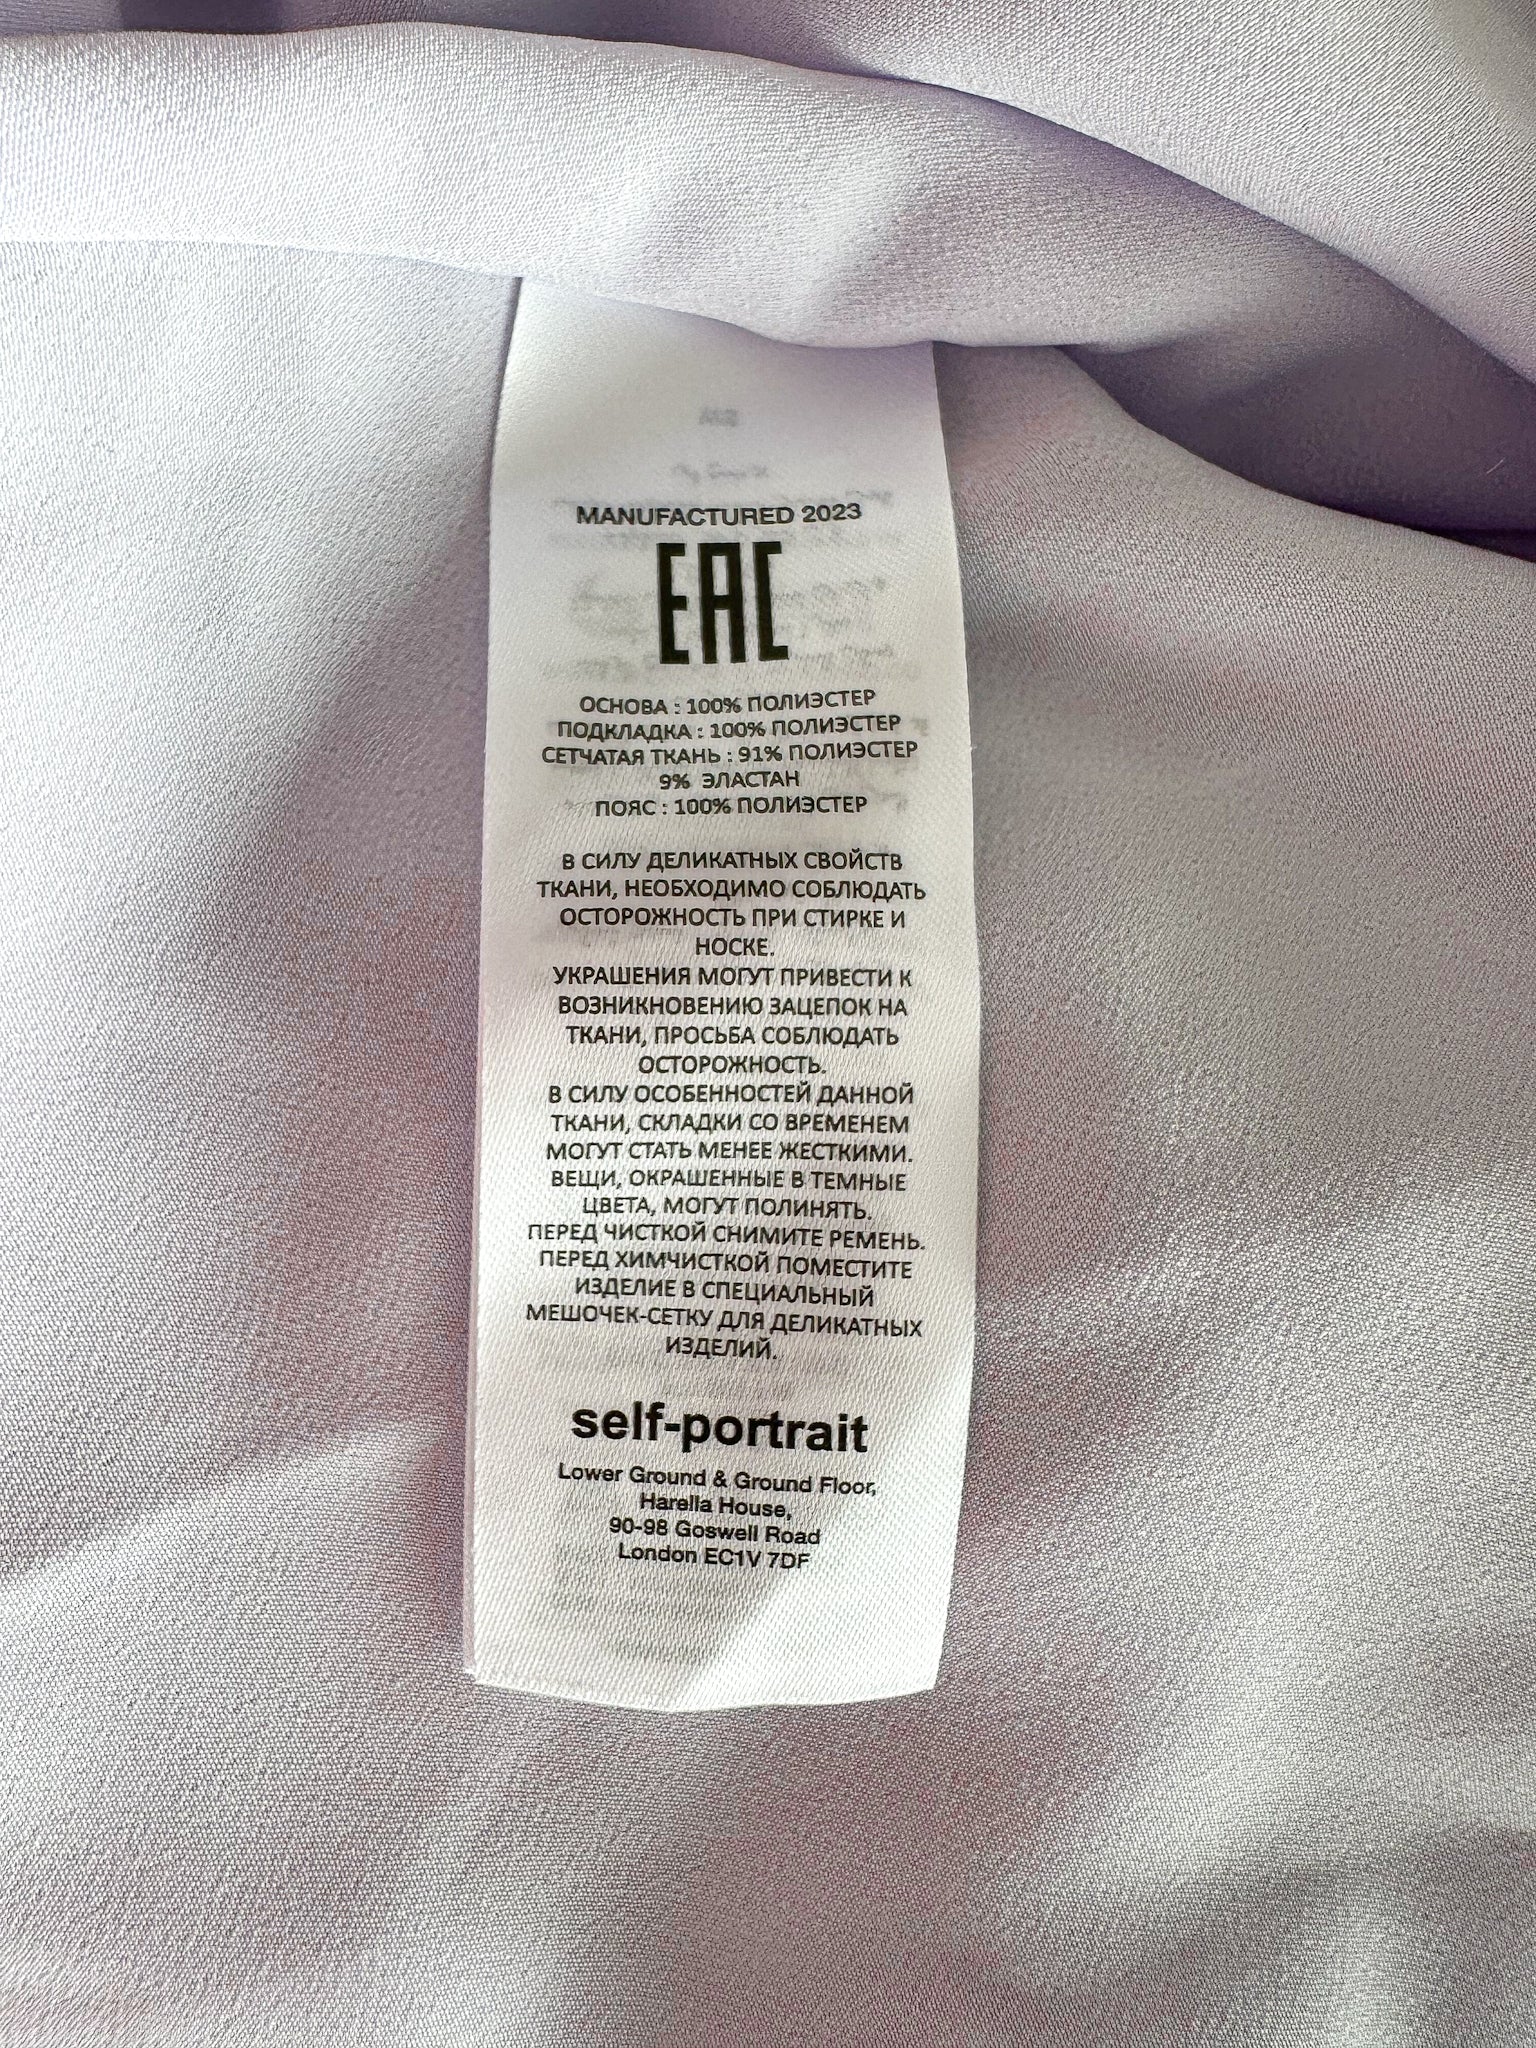 MANUFACTURED 2023
EAC
ОСНОВА : 100% ПОЛИЭСТЕР
ПОДКЛАДКА : 100% ПОЛИЭСТЕР
СЕТЧАТАЯ ТКАНЬ : 91% ПОЛИЭСТЕР
9% ЭЛАСТАН
ПОЯС : 100% ПОЛИЭСТЕР
В СИЛУ ДЕЛИКАТНЫХ СВОЙСТВ
ТКАНИ, НЕОБХОДИМО СОБЛЮДАТЬ
ОСТОРОЖНОСТЬ ПРИ СТИРКЕ И
НОСКЕ.
УКРАШЕНИЯ МОГУТ ПРИВЕСТИ К
ВОЗНИКНОВЕНИЮ ЗАЦЕПОК НА
ТКАНИ, ПРОСЬБА СОБЛЮДАТЬ
ОСТОРОЖНОСТЬ.
В СИЛУ ОСОБЕННОСТЕЙ ДАННОЙ
ТКАНИ, СКЛАДКИ СО ВРЕМЕНЕМ
МОГУТ СТАТЬ МЕНЕЕ ЖЕСТКИМИ.
ВЕЩИ, ОКРАШЕННЫЕ В ТЕМНЫЕ
ЦВЕТА, МОГУТ ПОЛИНЯТЬ.
ПЕРЕД ЧИСТКОЙ СНИМИТЕ РЕМЕНЬ.
ПЕРЕД ХИМЧИСТКОЙ ПОМЕСТИТЕ
ИЗДЕЛИЕ В СПЕЦИАЛЬНЫЙ
МЕШОЧЕК-СЕТКУ ДЛЯ ДЕЛИКАТНЫХ
ИЗДЕЛИЙ.
self-portrait
Lower Ground & Ground Floor,
Harella House,
90-98 Goswell Road
London EC1V 7DF